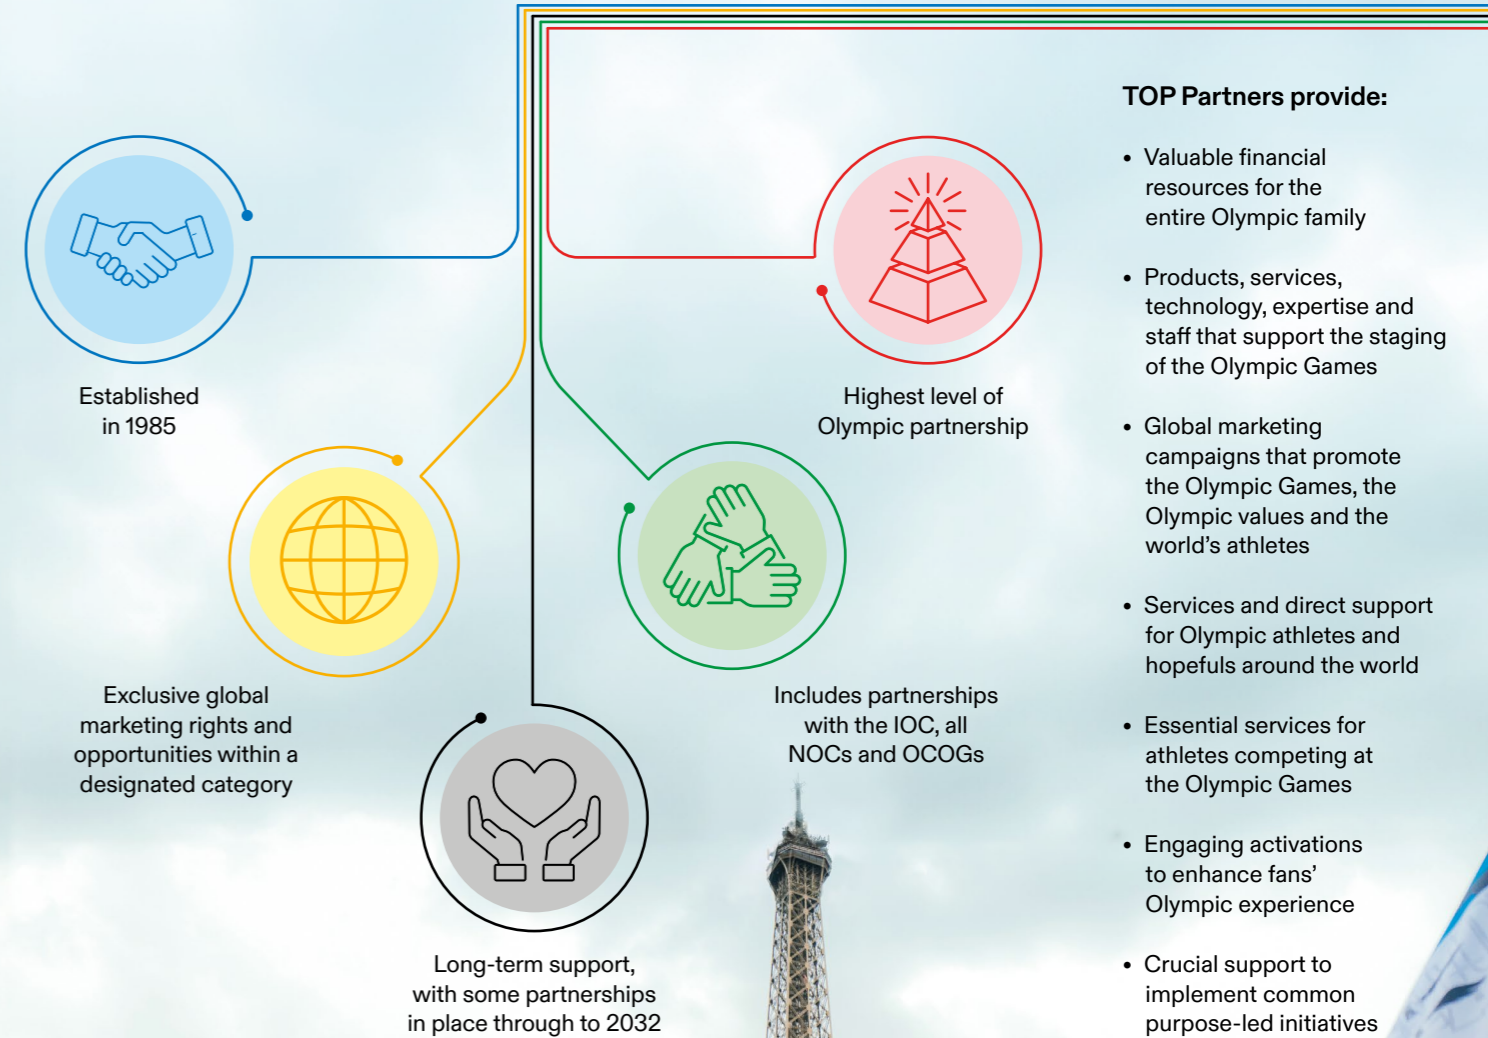 Established
in 1985
Exclusive global
marketing rights and
opportunities within a
designated category
Long-term support,
with some partnerships
in place through to 2032
Includes partnerships
with the IOC, all
NOCs and OCOGs
Highest level of
Olympic partnership
TOP Partners provide:
• Valuable financial
resources for the
entire Olympic family
• Products, services,
technology, expertise and
staff that support the staging
of the Olympic Games
• Global marketing
campaigns that promote
the Olympic Games, the
Olympic values and the
world’s athletes
• Services and direct support
for Olympic athletes and
hopefuls around the world
• Essential services for
athletes competing at
the Olympic Games
• Engaging activations
to enhance fans’
Olympic experience
• Crucial support to
implement common
purpose-led initiatives